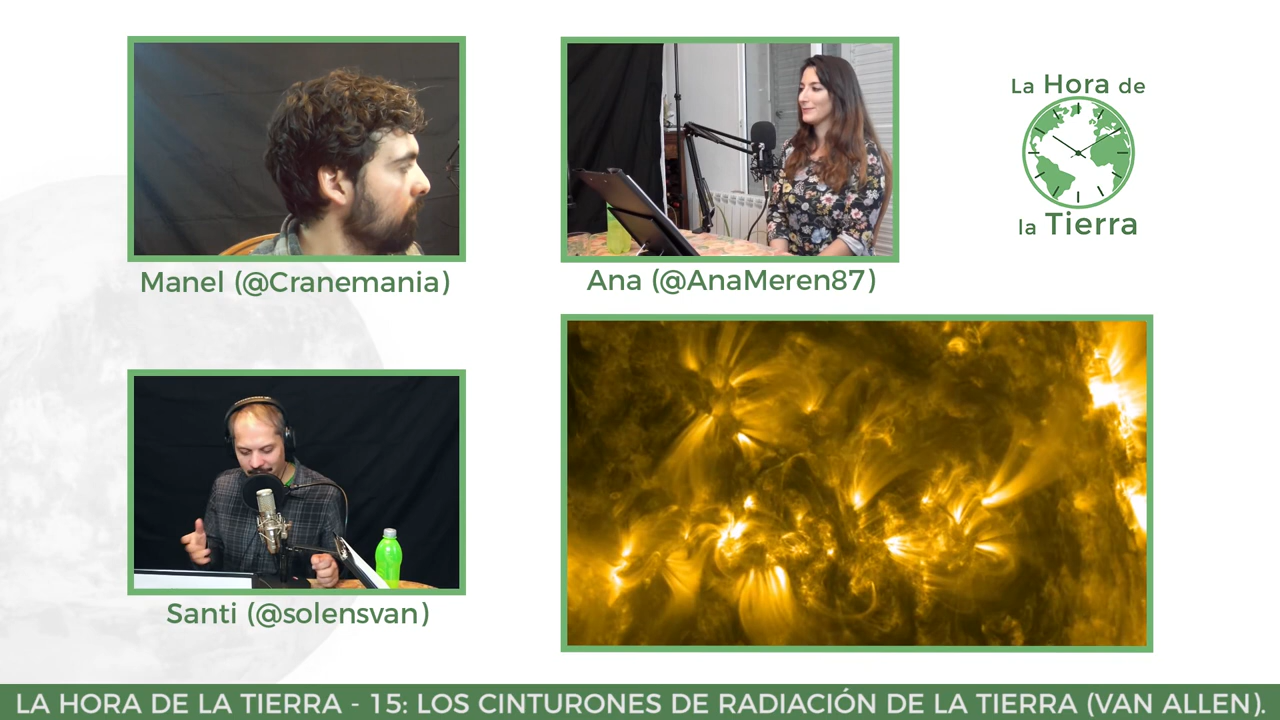 Manel (@Cranemania)
Ana (@AnaMeren87)
La Hora de
la Tierra
Santi (@solensvan)
LA HORA DE LA TIERRA - 15: LOS CINTURONES DE RADIACIÓN DE LA TIERRA (VAN ALLEN).